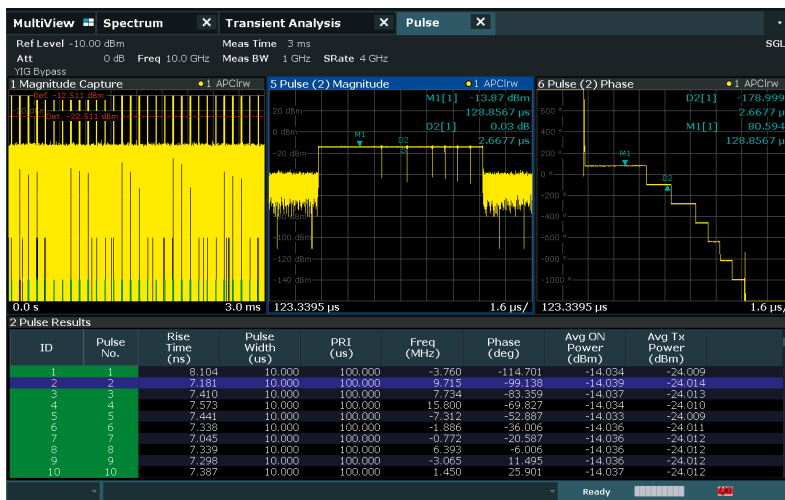 MultiView Spectrum X Transient Analysis X Pulse X
Ref Level -10.00 dBm Meas Time 3 ms SGL
Att 0 dB Freq 10.0 GHz Meas BW 1 GHz SRate 4 GHz
YIG Bypass
1 Magnitude Capture 1 APClrw
Ref. -12.511 dBm
Det. -22.511 dBm
0.0 s 3.0 ms
5 Pulse (2) Magnitude 1 APClrw
M1[1] -13.87 dBm
128.8567 µs
D2[1] 0.03 dB
2.6677 µs
20 dBm
0 dBm
-20 dBm
-100 dBm
-120 dBm
-140 dBm
M1
D2
123.3395 µs 1.6 µs/
6 Pulse (2) Phase 1 APClrw
D2[1] -178.999
2.6677 µ
M1[1] 80.594
128.8567 µ
600 °
400 °
200 °
0 °
-200 °
-400 °
-600 °
-800 °
-1000 °
M1
D2
123.3395 µs 1.6 µs/
2 Pulse Results
ID Pulse No. Rise Time (ns) Pulse Width (us) PRI (us) Freq (MHz) Phase (deg) Avg ON Power (dBm) Avg Tx Power (dBm)
1 1 8.104 10.000 100.000 -3.760 -114.701 -14.034 -24.009
2 2 7.181 10.000 100.000 9.715 -99.138 -14.039 -24.014
3 3 7.410 10.000 100.000 7.734 -83.359 -14.037 -24.013
4 4 7.573 10.000 100.000 15.800 -69.827 -14.034 -24.010
5 5 7.441 10.000 100.000 -7.312 -52.887 -14.033 -24.009
6 6 7.338 10.000 100.000 -1.886 -36.006 -14.036 -24.011
7 7 7.045 10.000 100.000 -0.772 -20.587 -14.036 -24.012
8 8 7.339 10.000 100.000 6.393 -6.006 -14.036 -24.012
9 9 7.298 10.000 100.000 -3.065 11.495 -14.036 -24.012
10 10 7.387 10.000 100.000 1.450 25.901 -14.037 -24.012
Ready